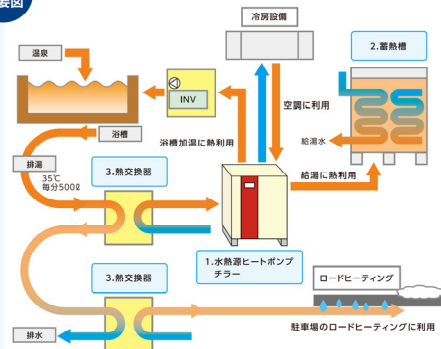 要図
冷房設備
温泉
2.蓄熱槽
INV
空調に利用
浴槽
浴槽加温に熱利用
給湯水
排湯
35℃
毎分500ℓ
3.熱交換器
給湯に熱利用
1.水熱源ヒートポンプ
チラー
ロードヒーティング
3.熱交換器
排水
駐車場のロードヒーティングに利用